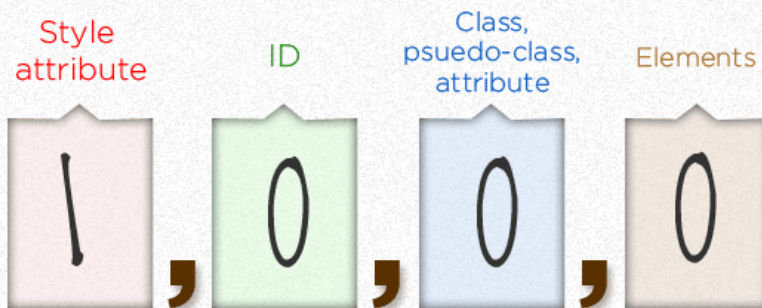 Style
attribute
ID
Class,
psuedo-class,
attribute
Elements
1 , 0 , 0 , 0